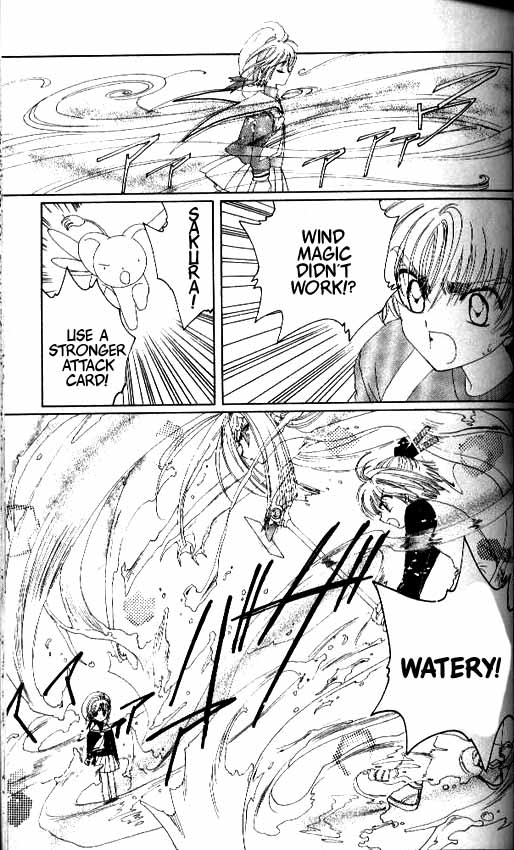 WIND
MAGIC
DIDN'T
WORK!?
SAKURA!
USE A
STRONGER
ATTACK
CARD!
WATERY!